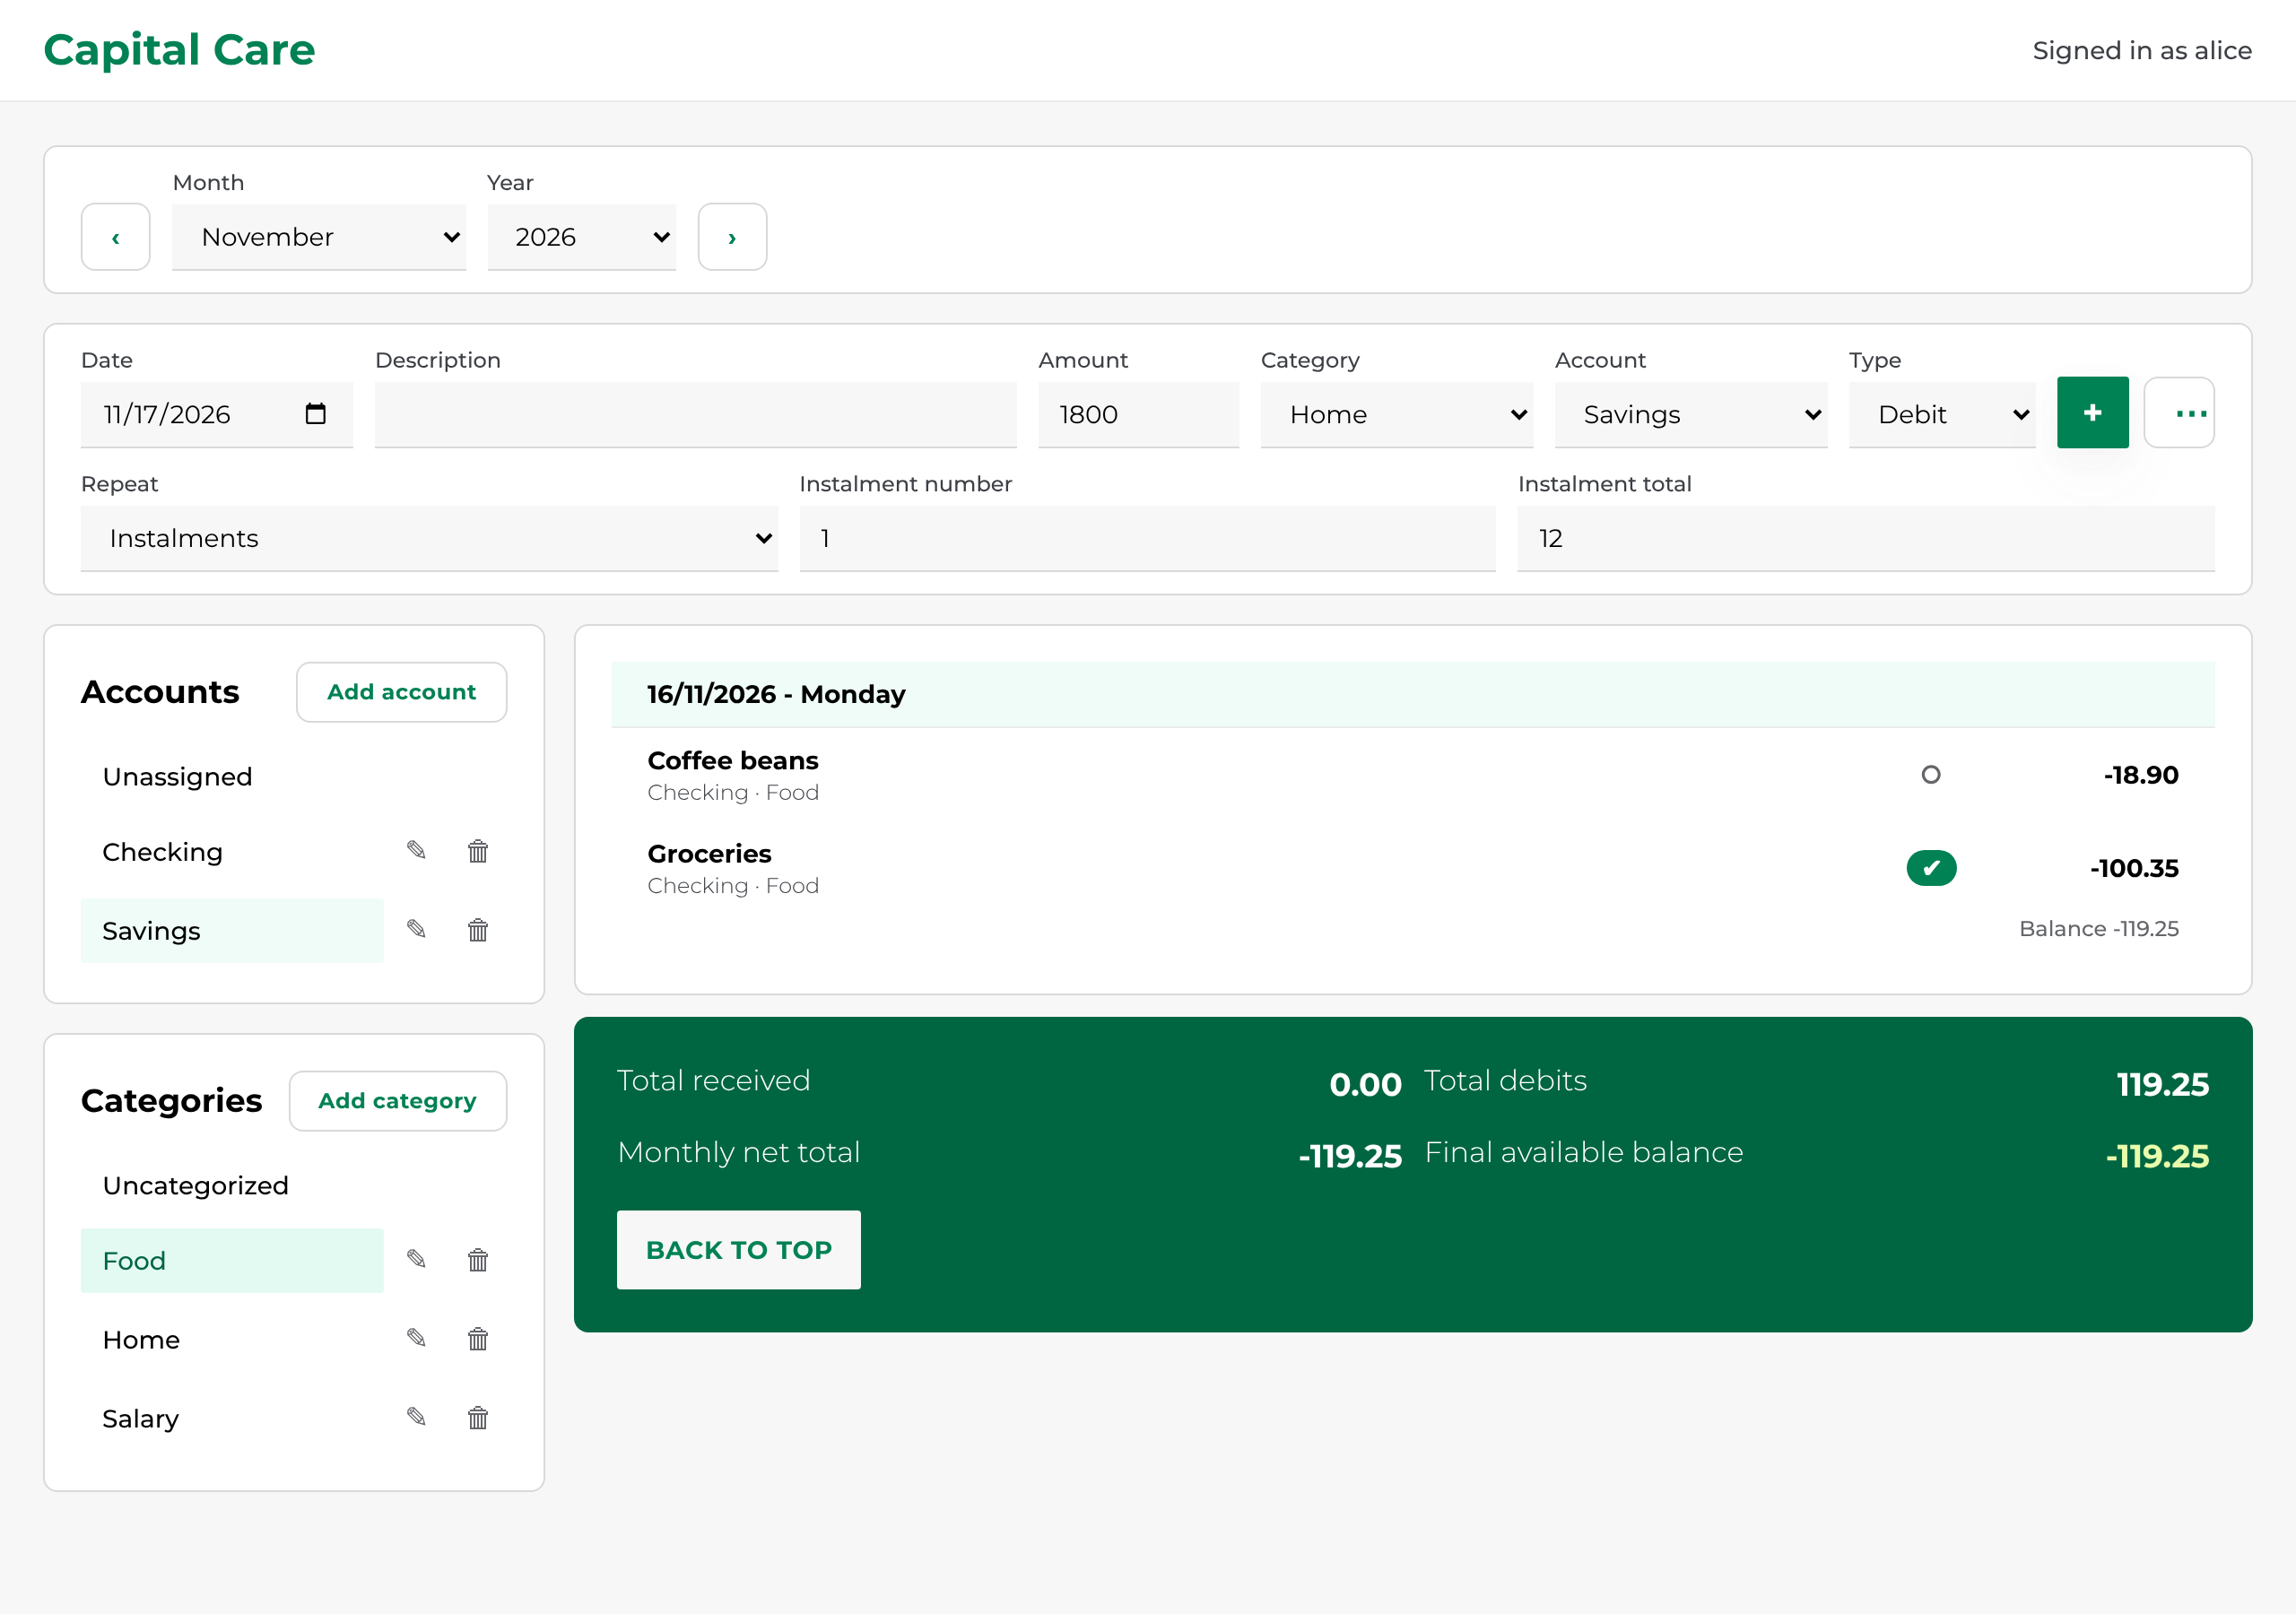 Capital Care
Signed in as alice
Month
Year
‹
November
2026
›
Date
Description
Amount
Category
Account
Type
11/17/2026
1800
Home
Savings
Debit
+
...
Repeat
Instalment number
Instalment total
Instalments
1
12
Accounts
Add account
Unassigned
Checking
Savings
Categories
Add category
Uncategorized
Food
Home
Salary
16/11/2026 - Monday
Coffee beans
Checking · Food
-18.90
Groceries
Checking · Food
✔
-100.35
Balance -119.25
Total received
0.00
Total debits
119.25
Monthly net total
-119.25
Final available balance
-119.25
BACK TO TOP